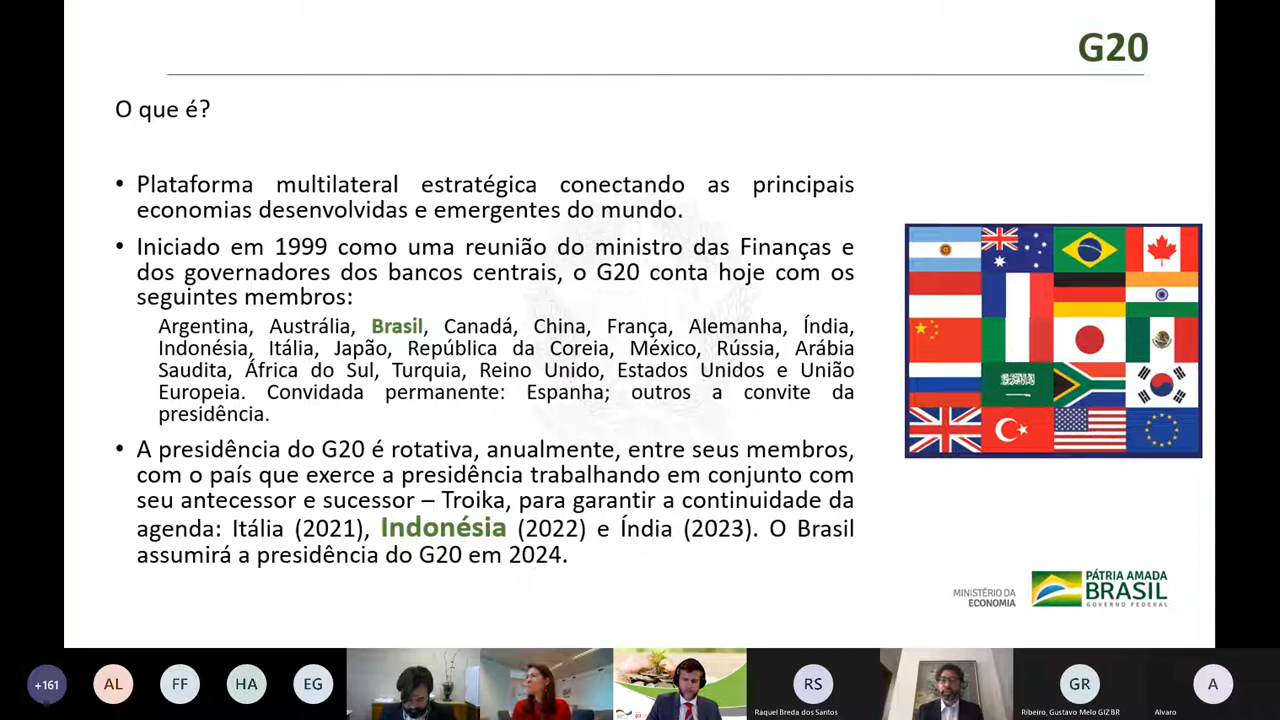 G20
O que é?
• Plataforma multilateral estratégica conectando as principais
economias desenvolvidas e emergentes do mundo.
• Iniciado em 1999 como uma reunião do ministro das Finanças e
dos governadores dos bancos centrais, o G20 conta hoje com os
seguintes membros:
Argentina, Austrália, Brasil, Canadá, China, França, Alemanha, Índia,
Indonésia, Itália, Japão, República da Coreia, México, Rússia, Arábia
Saudita, África do Sul, Turquia, Reino Unido, Estados Unidos e União
Europeia. Convidada permanente: Espanha; outros a convite da
presidência.
• A presidência do G20 é rotativa, anualmente, entre seus membros,
com o país que exerce a presidência trabalhando em conjunto com
seu antecessor e sucessor – Troika, para garantir a continuidade da
agenda: Itália (2021), Indonésia (2022) e Índia (2023). O Brasil
assumirá a presidência do G20 em 2024.
MINISTÉRIO DA
ECONOMIA
PÁTRIA AMADA
BRASIL
GOVERNO FEDERAL
+161
AL
FF
HA
EG
RS
Raquel Breda dos Santos
GR
Ribeiro, Gustavo Melo GIZ BR
A
Alvaro